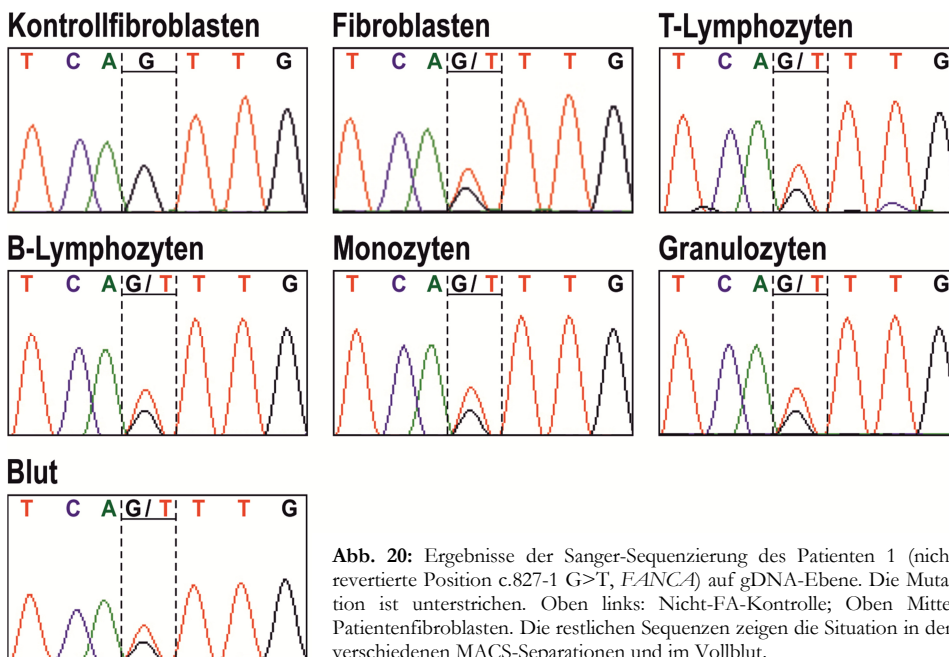 Kontrollfibroblasten
T C A G T T G
Fibroblasten
T C A G/ T T T G
T-Lymphozyten
T C A G/ T T T G
B-Lymphozyten
T C A G/ T T T G
Monozyten
T C A G/ T T T G
Granulozyten
T C A G/ T T T G
Blut
T C A G/ T T T G
Abb. 20: Ergebnisse der Sanger-Sequenzierung des Patienten 1 (nich
revertierte Position c.827-1 G>T, FANCA) auf gDNA-Ebene. Die Muta
tion ist unterstrichen. Oben links: Nicht-FA-Kontrolle; Oben Mitte
Patientenfibroblasten. Die restlichen Sequenzen zeigen die Situation in der
verschiedenen MACS-Separationen und im Vollblut.